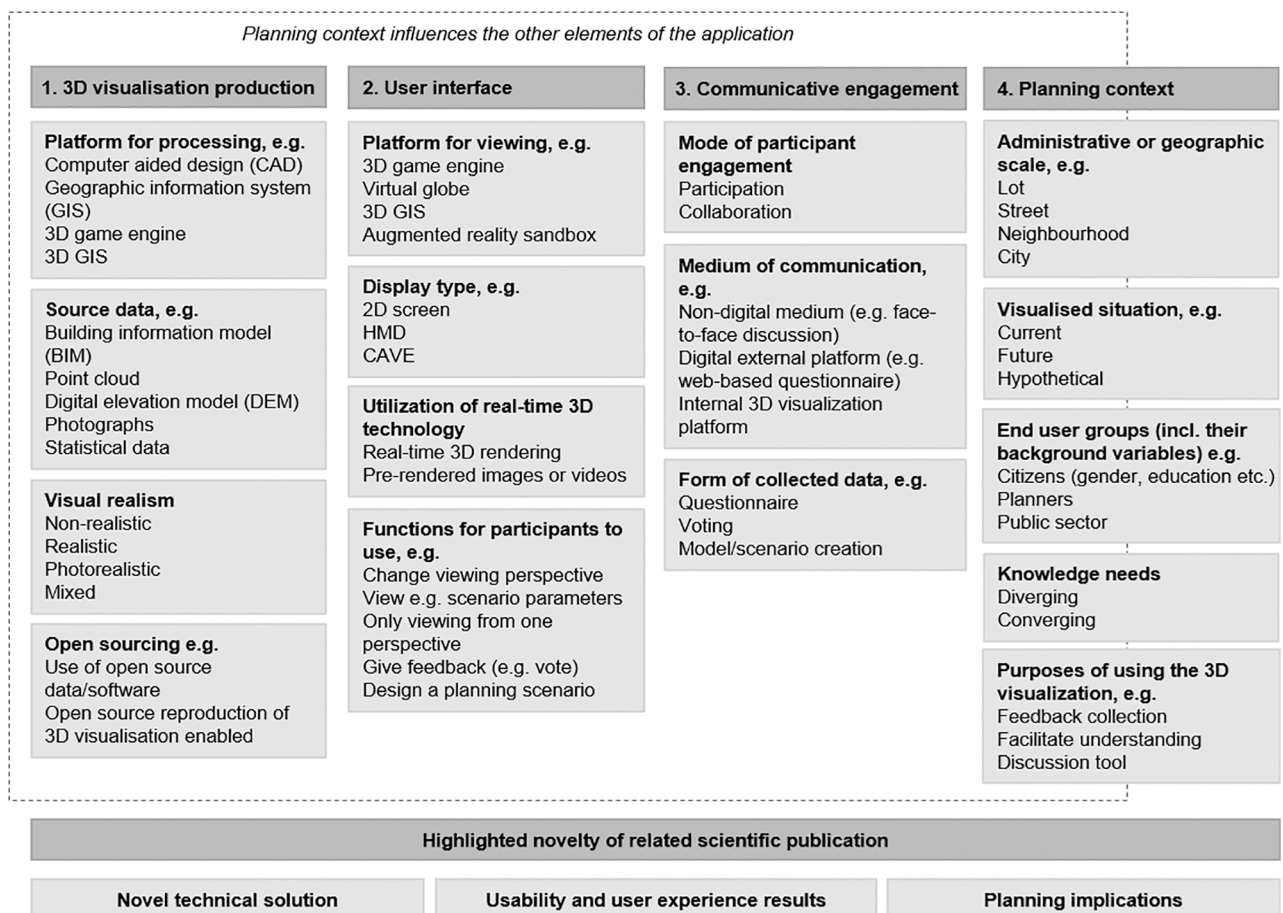 Planning context influences the other elements of the application
1. 3D visualisation production
Platform for processing, e.g.
Computer aided design (CAD)
Geographic information system
(GIS)
3D game engine
3D GIS
Source data, e.g.
Building information model
(BIM)
Point cloud
Digital elevation model (DEM)
Photographs
Statistical data
Visual realism
Non-realistic
Realistic
Photorealistic
Mixed
Open sourcing e.g.
Use of open source
data/software
Open source reproduction of
3D visualisation enabled
2. User interface
Platform for viewing, e.g.
3D game engine
Virtual globe
3D GIS
Augmented reality sandbox
Display type, e.g.
2D screen
HMD
CAVE
Utilization of real-time 3D
technology
Real-time 3D rendering
Pre-rendered images or videos
Functions for participants to
use, e.g.
Change viewing perspective
View e.g. scenario parameters
Only viewing from one
perspective
Give feedback (e.g. vote)
Design a planning scenario
3. Communicative engagement
Mode of participant
engagement
Participation
Collaboration
Medium of communication,
e.g.
Non-digital medium (e.g. face-
to-face discussion)
Digital external platform (e.g.
web-based questionnaire)
Internal 3D visualization
platform
Form of collected data, e.g.
Questionnaire
Voting
Model/scenario creation
4. Planning context
Administrative or geographic
scale, e.g.
Lot
Street
Neighbourhood
City
Visualised situation, e.g.
Current
Future
Hypothetical
End user groups (incl. their
background variables) e.g.
Citizens (gender, education etc.)
Planners
Public sector
Knowledge needs
Diverging
Converging
Purposes of using the 3D
visualization, e.g.
Feedback collection
Facilitate understanding
Discussion tool
Highlighted novelty of related scientific publication
Novel technical solution
Usability and user experience results
Planning implications